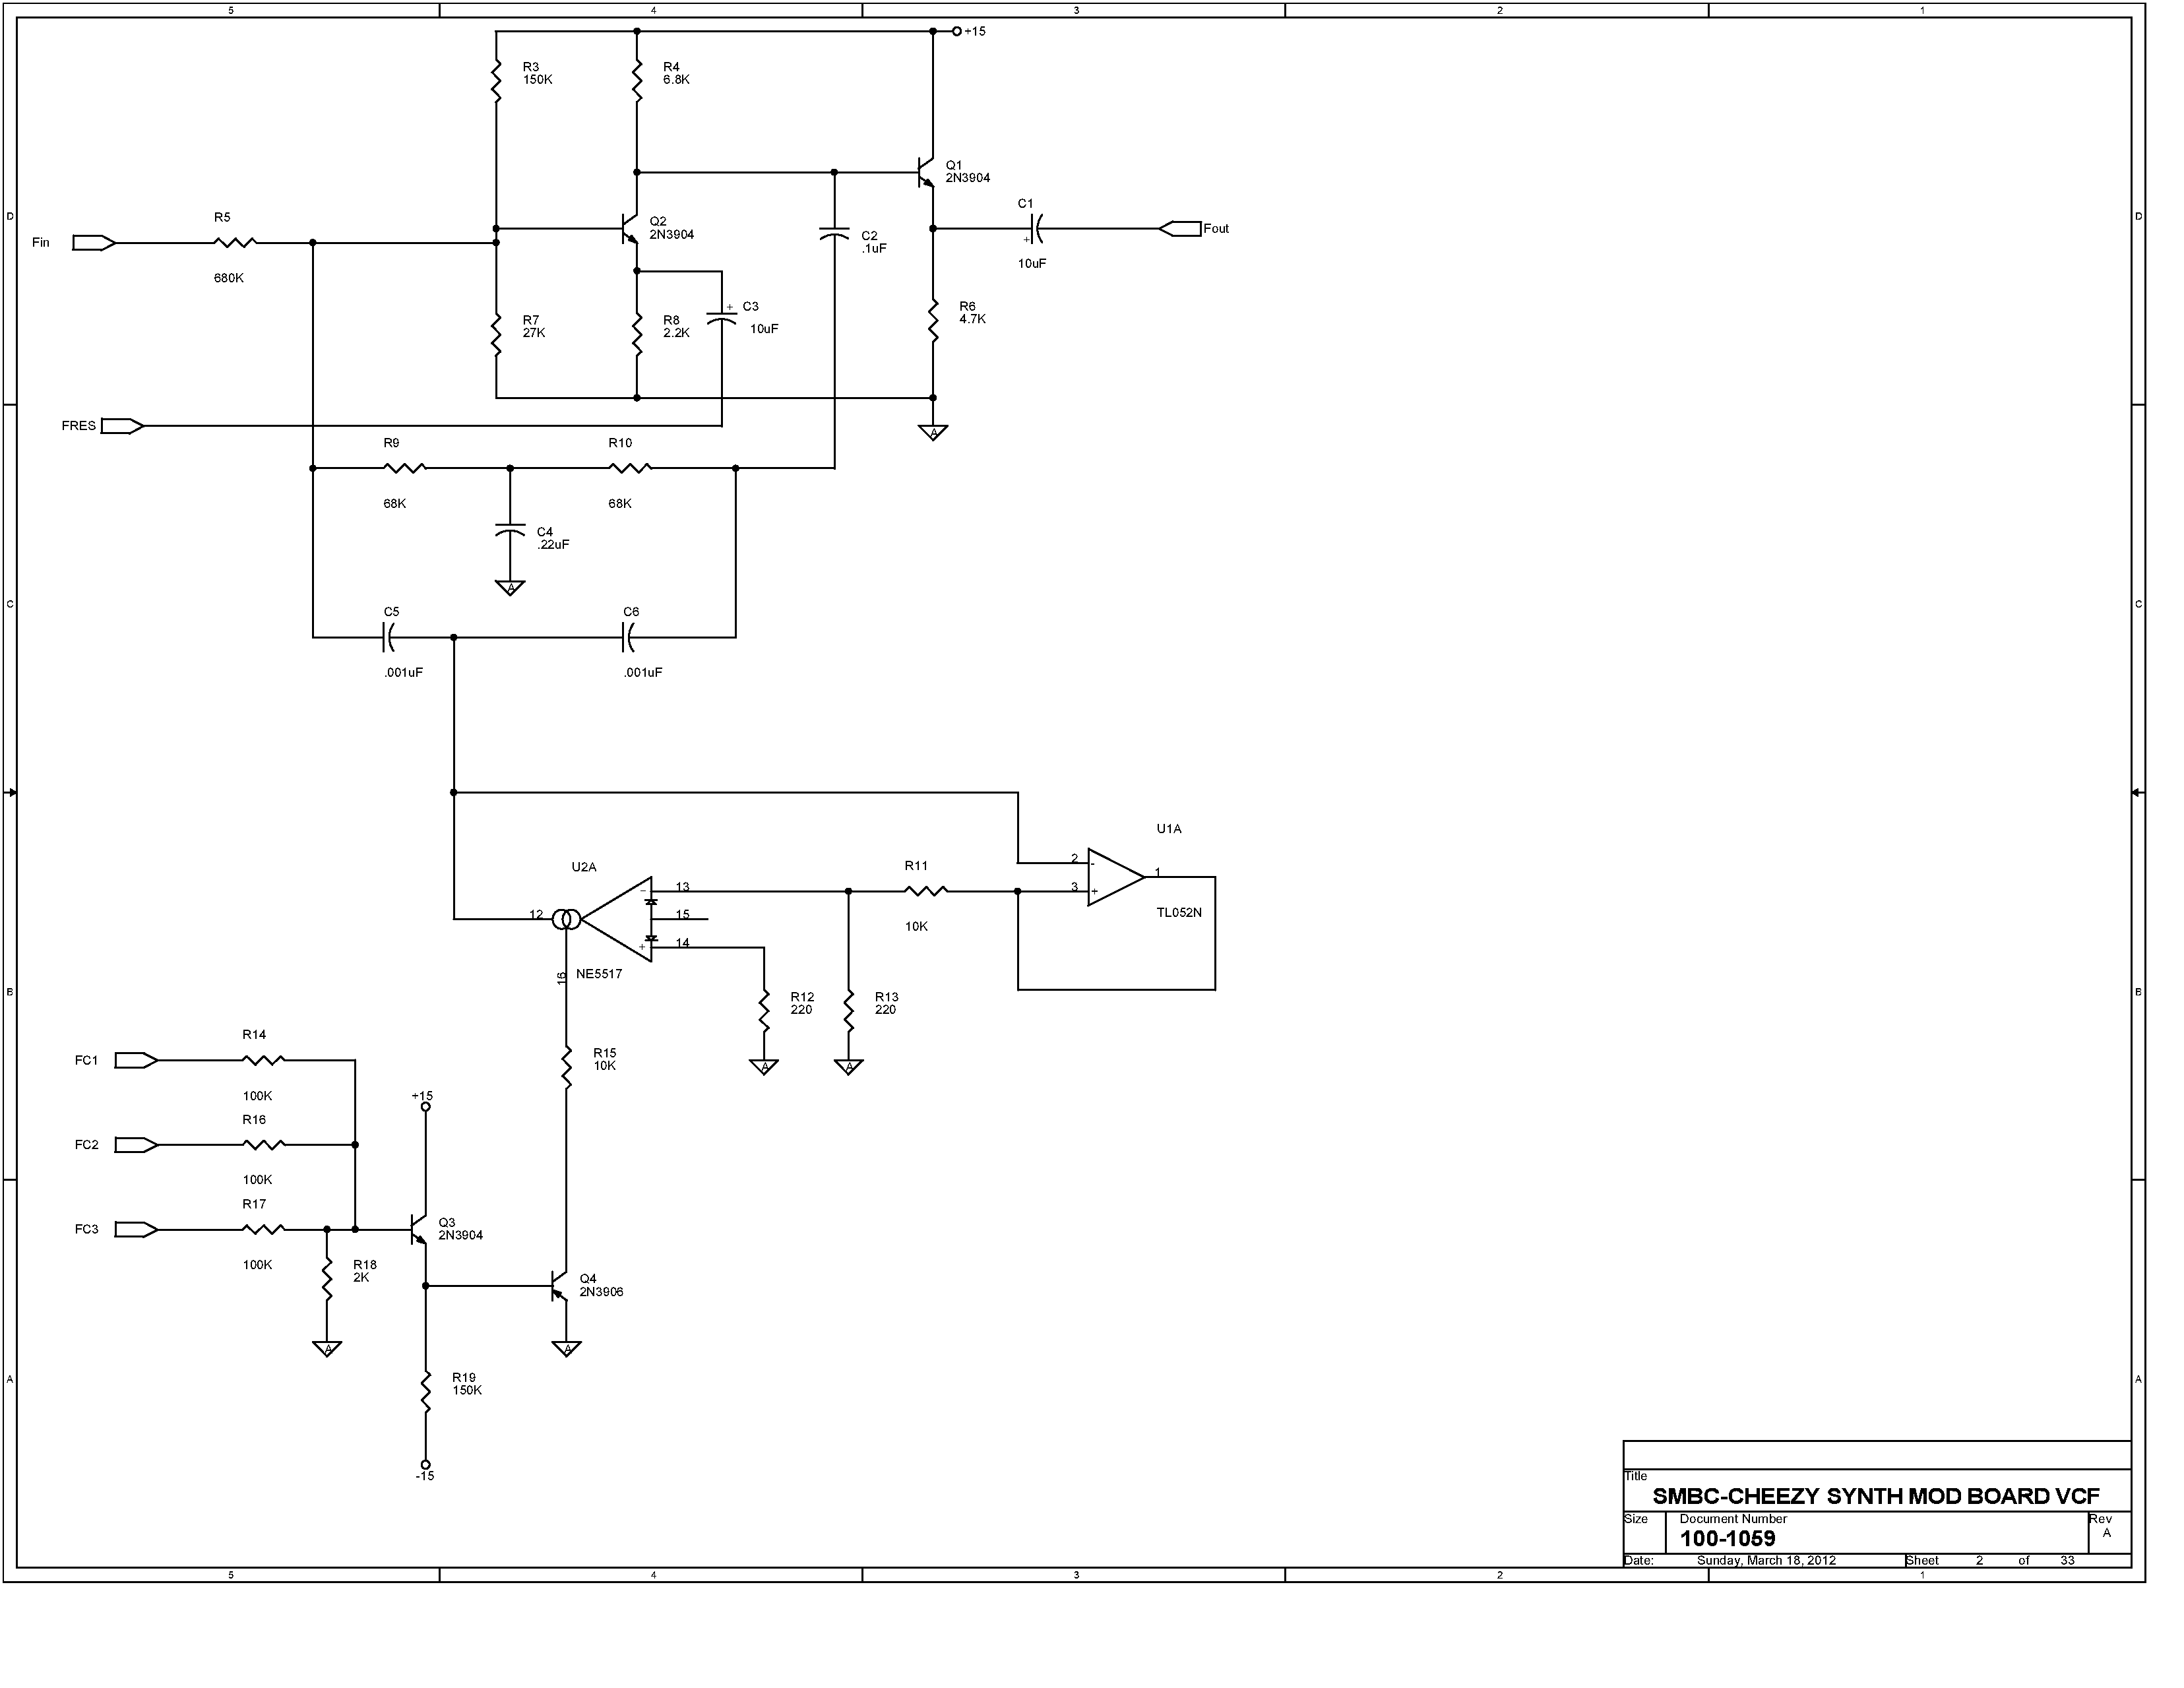 5 4 3 2 1
+15
R3
150K
R4
6.8K
Q1
2N3904
D
D
R5
680K
Fin
Q2
2N3904
C2
.1uF
C1
+
10uF
Fout
R7
27K
R8
2.2K
+ C3
10uF
R6
4.7K
FRES
A
R9
68K
R10
68K
C4
.22uF
A
C
C
C5
.001uF
C6
.001uF
U1A
2
-
3
+
1
TL052N
U2A
12
13
-
15
14
+
16
NE5517
R11
10K
B
B
R12
220
R13
220
A
A
R15
10K
FC1
R14
100K
FC2
R16
100K
FC3
R17
100K
+15
Q3
2N3904
R18
2K
A
Q4
2N3906
A
A
A
R19
150K
-15
Title
SMBC-CHEEZY SYNTH MOD BOARD VCF
Size Document Number Rev
100-1059 A
Date: Sunday, March 18, 2012 Sheet 2 of 33
5 4 3 2 1